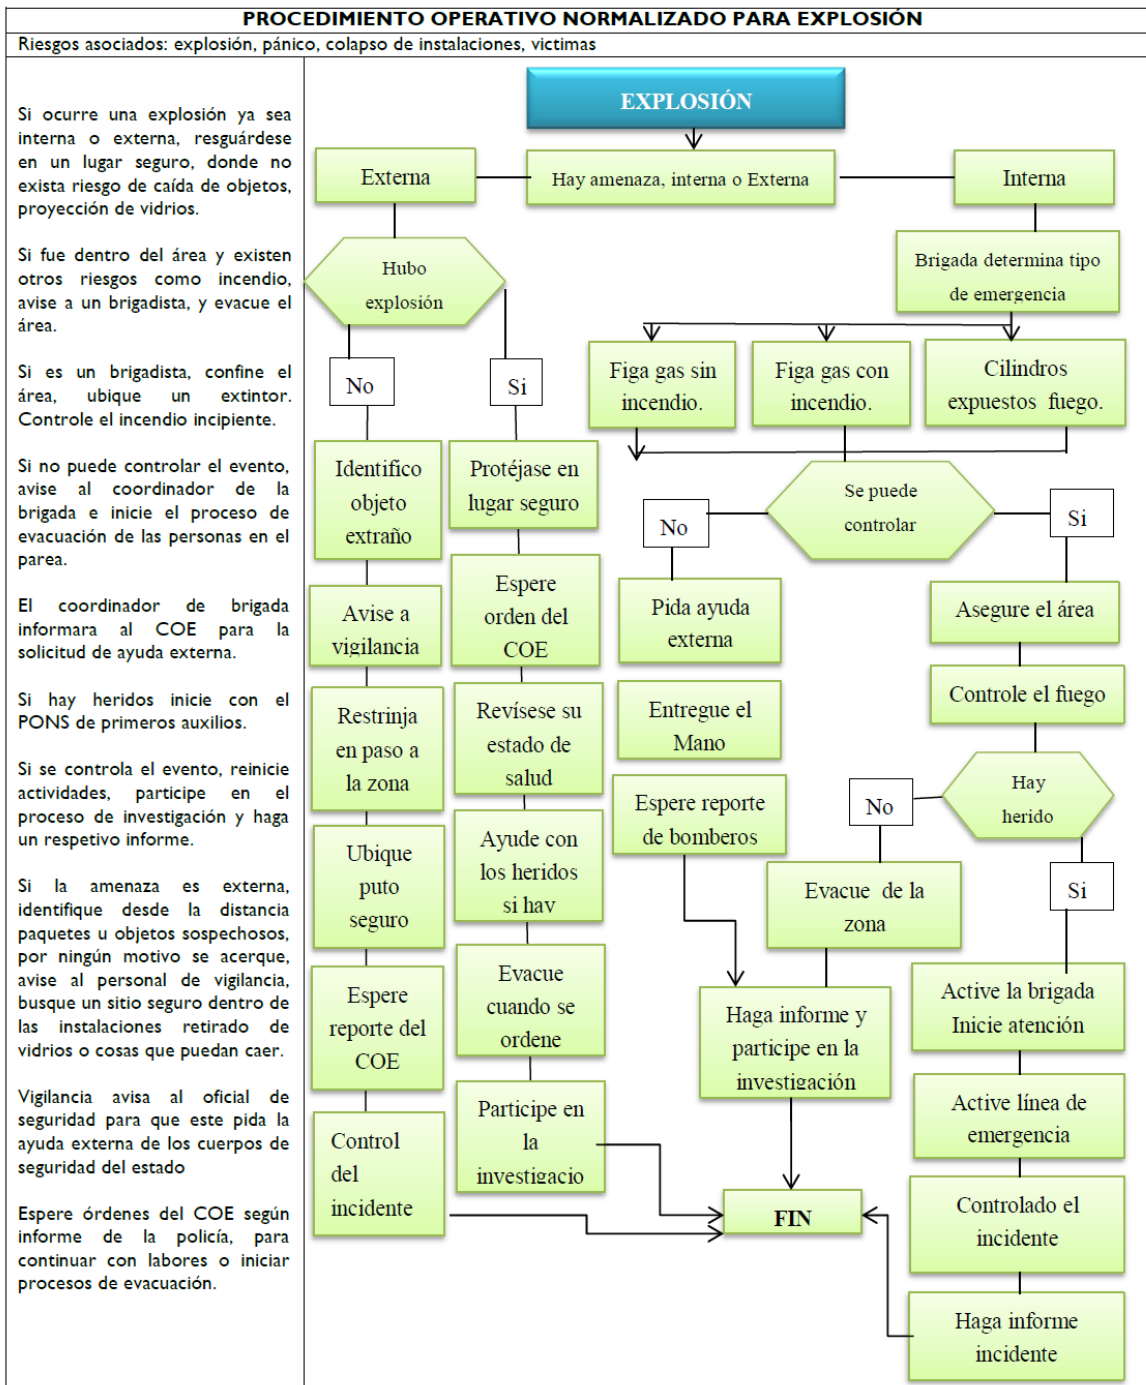 PROCEDIMIENTO OPERATIVO NORMALIZADO PARA EXPLOSIÓN
Riesgos asociados: explosión, pánico, colapso de instalaciones, victimas
Si ocurre una explosión ya sea
interna o externa, resguárdese
en un lugar seguro, donde no
exista riesgo de caída de objetos,
proyección de vidrios.
Si fue dentro del área y existen
otros riesgos como incendio,
avise a un brigadista, y evacue el
área.
Si es un brigadista, confine el
área, ubique un extintor.
Controle el incendio incipiente.
Si no puede controlar el evento,
avise al coordinador de la
brigada e inicie el proceso de
evacuación de las personas en el
parea.
El coordinador de brigada
informara al COE para la
solicitud de ayuda externa.
Si hay heridos inicie con el
PONS de primeros auxilios.
Si se controla el evento, reinicie
actividades, participe en el
proceso de investigación y haga
un respetivo informe.
Si la amenaza es externa,
identifique desde la distancia
paquetes u objetos sospechosos,
por ningún motivo se acerque,
avise al personal de vigilancia,
busque un sitio seguro dentro de
las instalaciones retirado de
vidrios o cosas que puedan caer.
Vigilancia avisa al oficial de
seguridad para que este pida la
ayuda externa de los cuerpos de
seguridad del estado
Espere órdenes del COE según
informe de la policía, para
continuar con labores o iniciar
procesos de evacuación.
EXPLOSIÓN
Externa
Hay amenaza, interna o Externa
Interna
Hubo
explosión
No
Si
Identifico
objeto
extraño
Avise a
vigilancia
Restrinja
en paso a
la zona
Ubique
puto
seguro
Espere
reporte del
COE
Control
del
incidente
Protéjase en
lugar seguro
Espere
orden del
COE
Revísese su
estado de
salud
Ayude con
los heridos
si hay
Evacue
cuando se
ordene
Participe en
la
investigacio
Brigada determina tipo
de emergencia
Figa gas sin
incendio.
Figa gas con
incendio.
Cilindros
expuestos fuego.
Se puede
controlar
No
Si
Pida ayuda
externa
Entregue el
Mano
Espere reporte
de bomberos
Asegure el área
Controle el fuego
Hay
herido
No
Si
Evacue de la
zona
Haga informe y
participe en la
investigación
Active la brigada
Inicie atención
Active línea de
emergencia
Controlado el
incidente
Haga informe
incidente
FIN